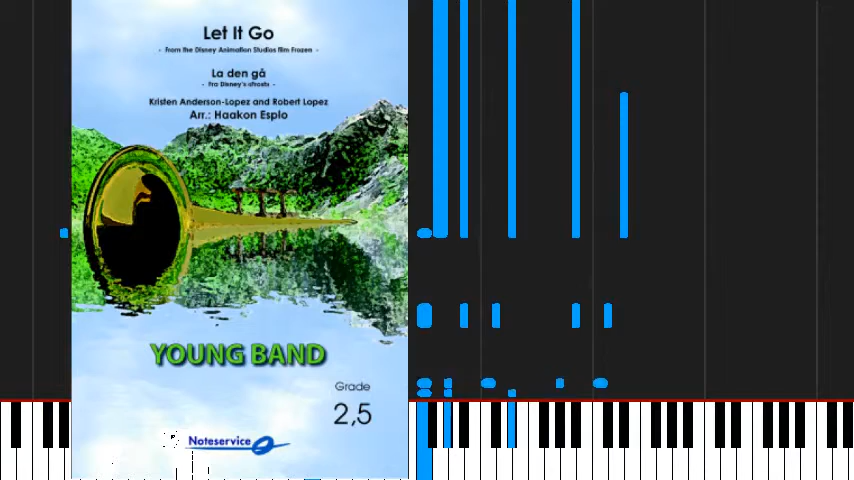 Let It Go
- From the Disney Animation Studios film Frozen -
La den gå
- Fra Disney's «frost» -
Kristen Anderson-Lopez and Robert Lopez
Arr.: Haakon Esplo
YOUNG BAND
Grade
2,5
Noteservice